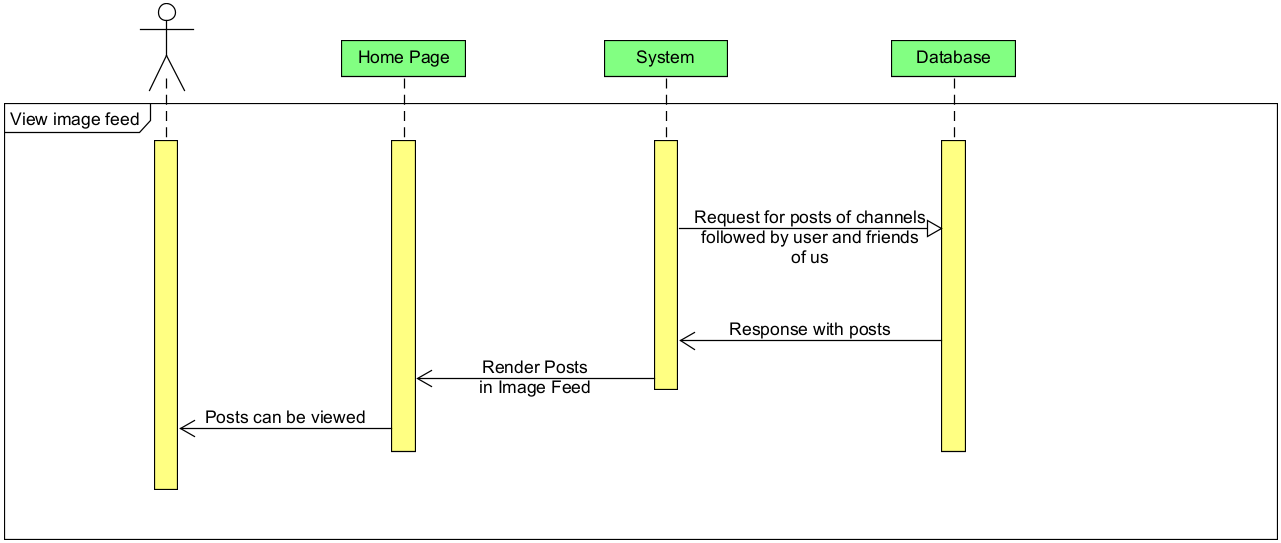 Home Page
System
Database
View image feed
Request for posts of channels
followed by user and friends
of us
Response with posts
Render Posts
in Image Feed
Posts can be viewed